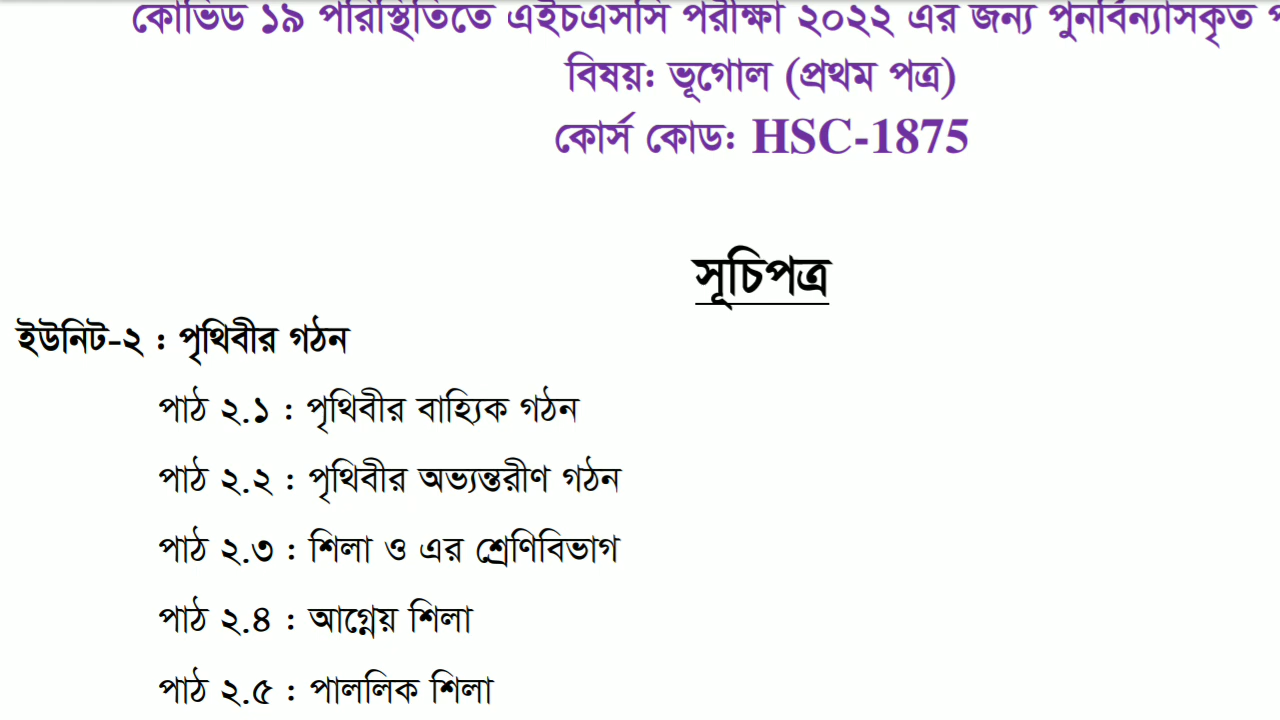 কোভিড ১৯ পরিস্থিতিতে এইচএসসি পরীক্ষা ২০২২ এর জন্য পুনর্বিন্যাসকৃত
বিষয়: ভূগোল (প্রথম পত্র)
কোর্স কোড: HSC-1875
সূচিপত্র
ইউনিট-২ : পৃথিবীর গঠন
পাঠ ২.১ : পৃথিবীর বাহ্যিক গঠন
পাঠ ২.২ : পৃথিবীর অভ্যন্তরীণ গঠন
পাঠ ২.৩ : শিলা ও এর শ্রেণিবিভাগ
পাঠ ২.৪ : আগ্নেয় শিলা
পাঠ ২.৫ : পাললিক শিলা